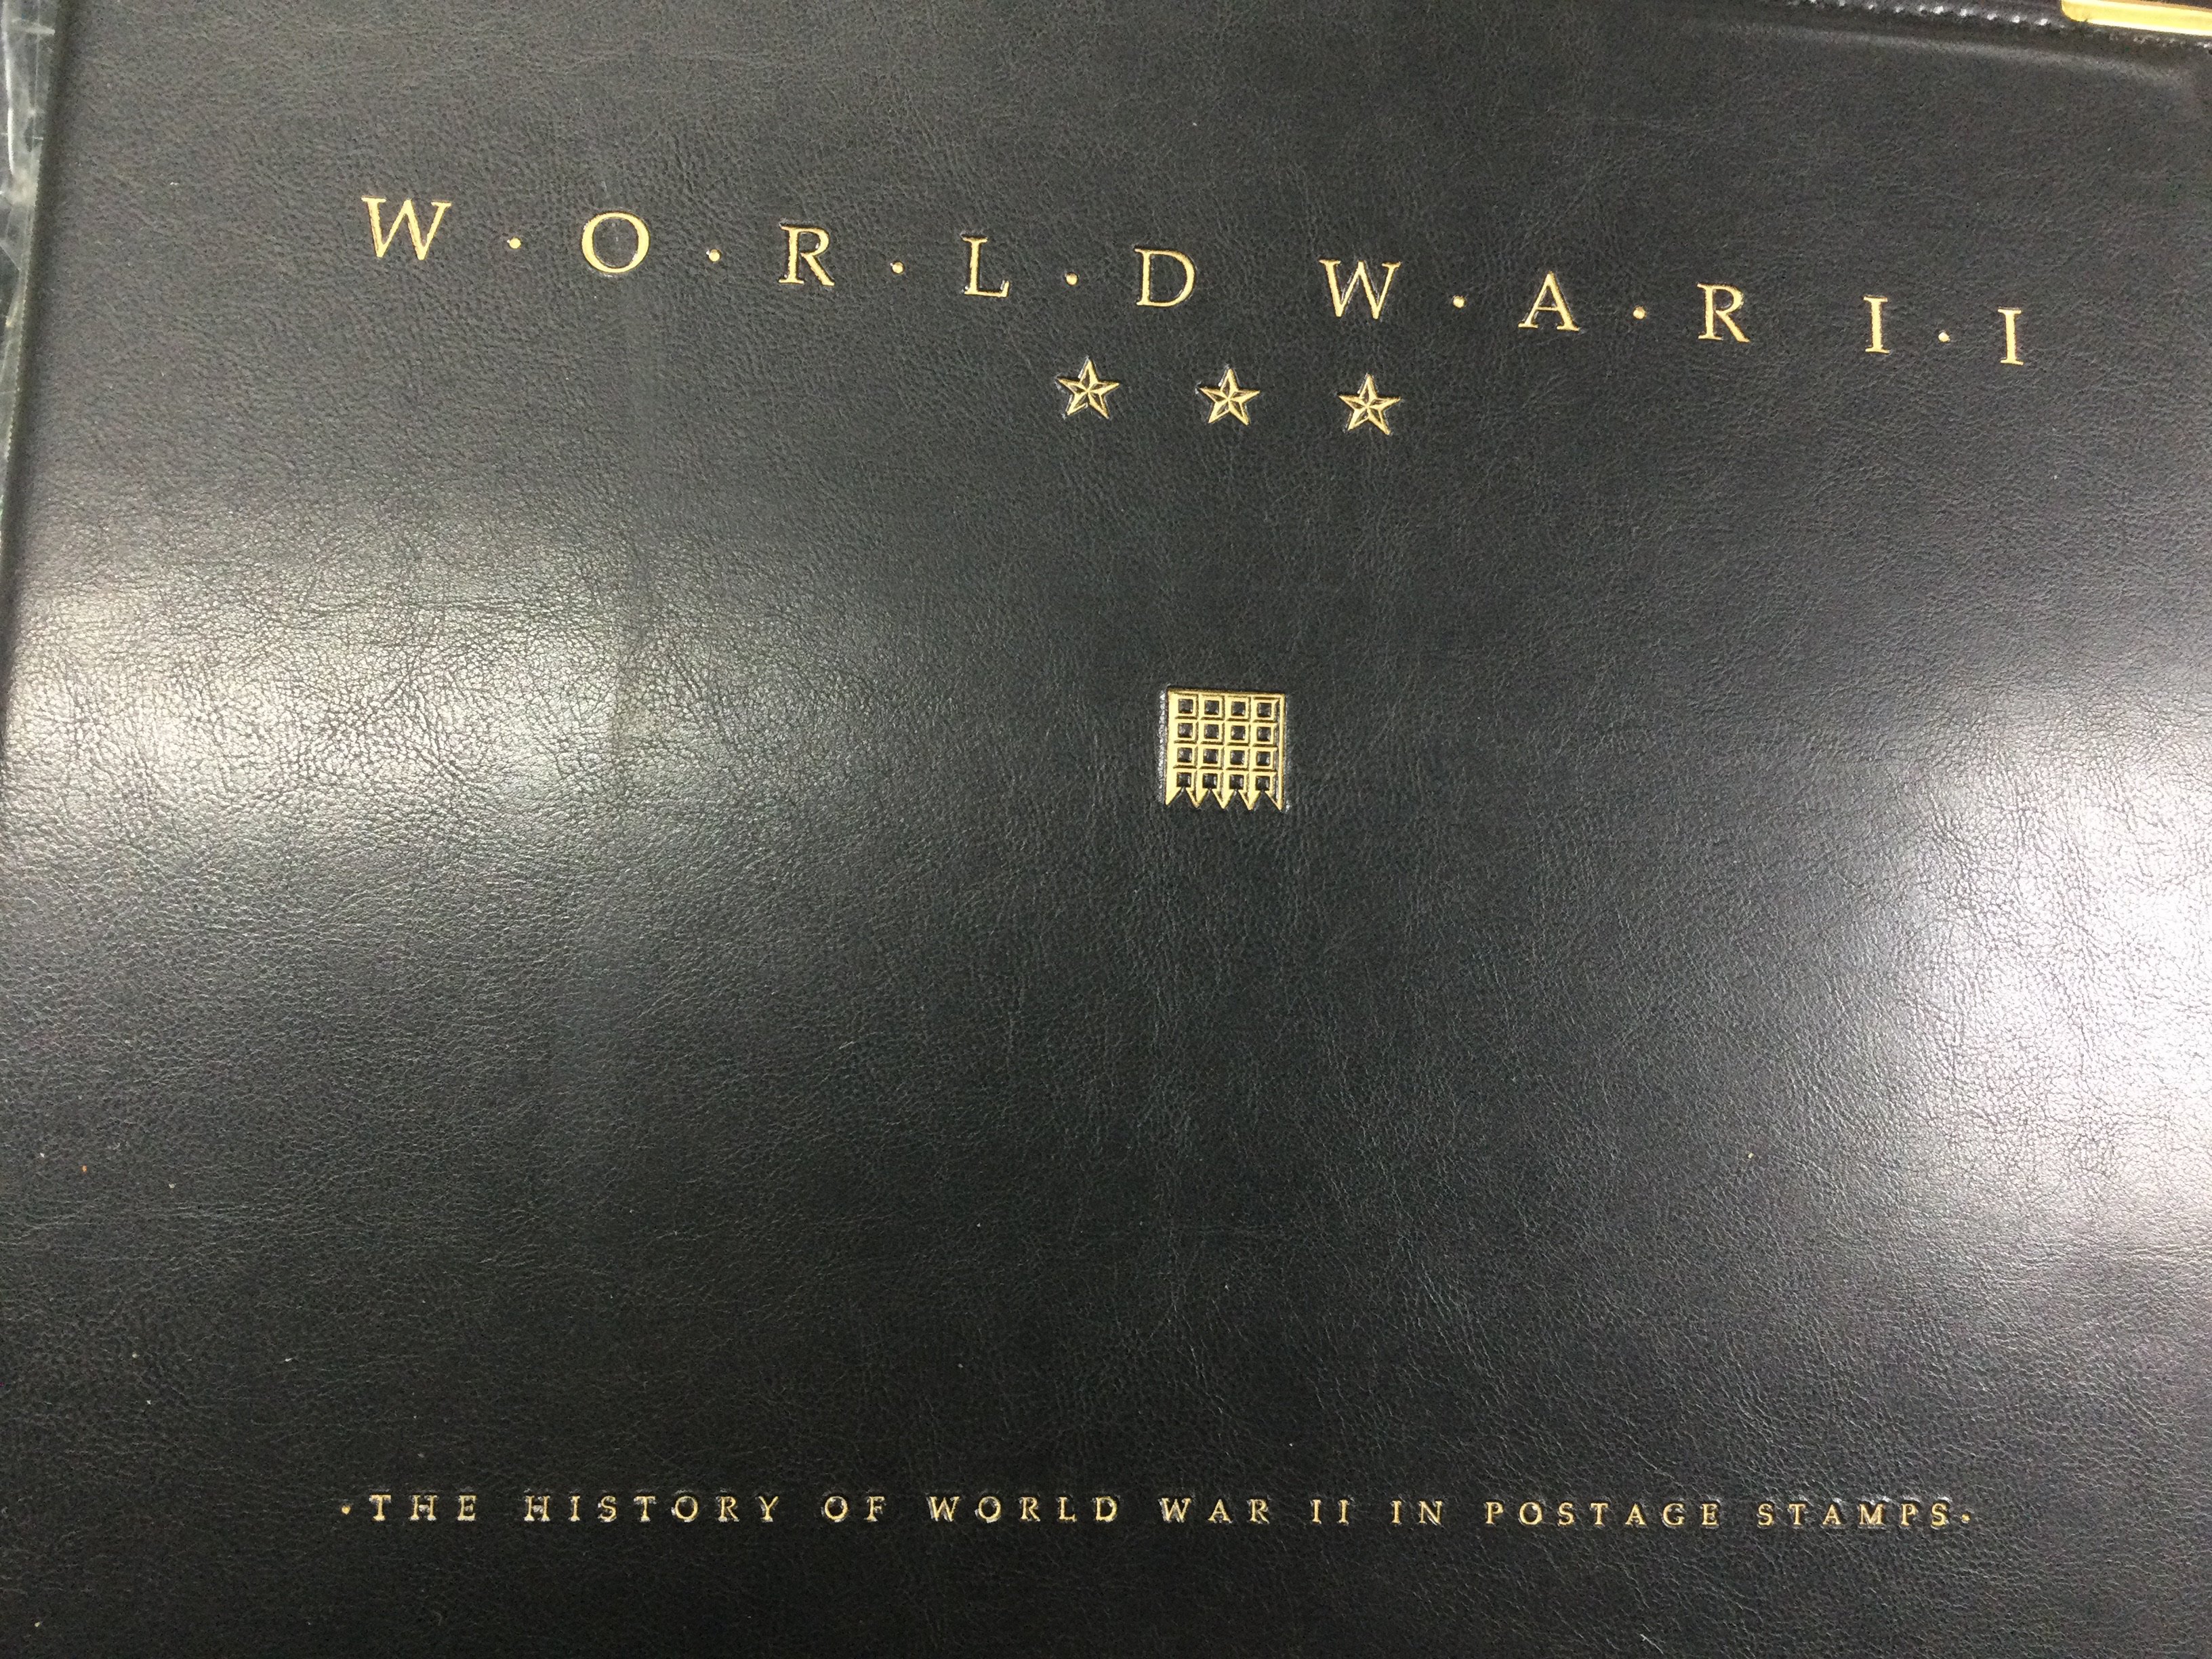 W·O·R·L·D W·A·R I·I
·THE HISTORY OF WORLD WAR II IN POSTAGE STAMPS·